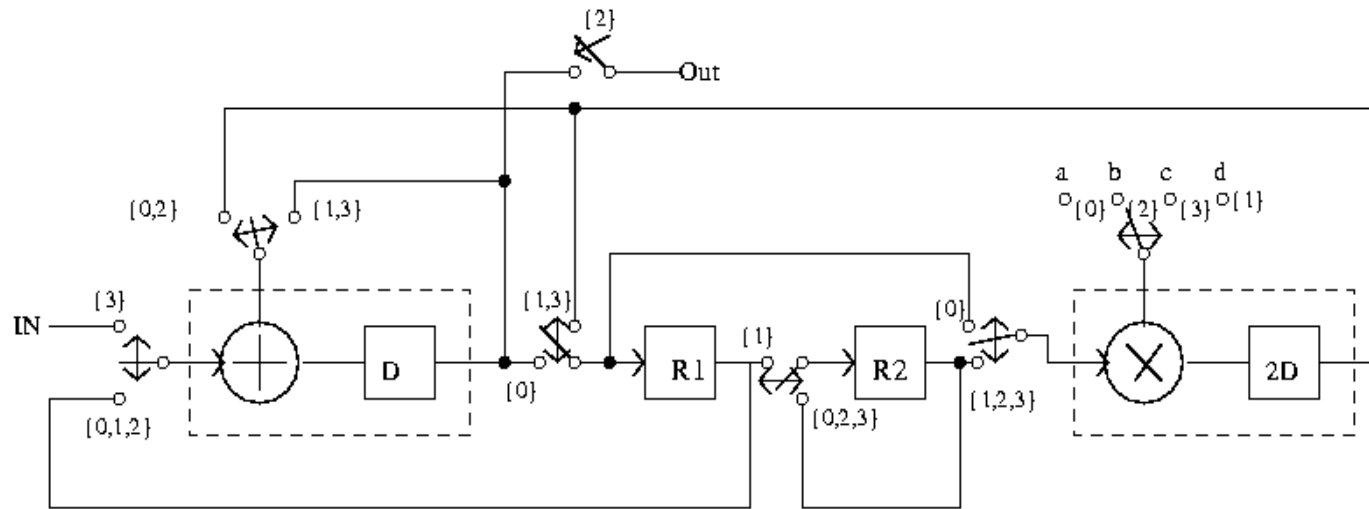 {2}
Out
a b c d
{0} {2} {3} {1}
{0,2} {1,3}
{3} {1,3} {0}
IN {1}
D R1 R2 2D
{0} {1,2,3}
{0,1,2} {0,2,3}